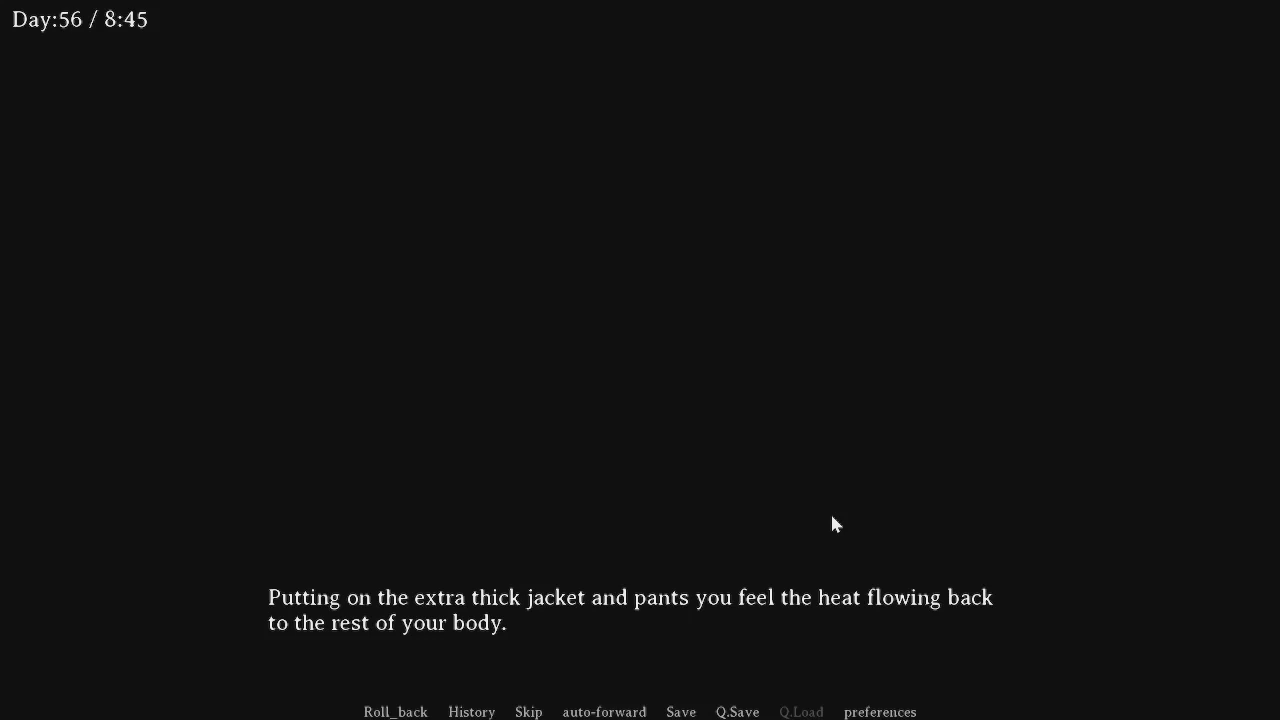 Day:56 / 8:45
Putting on the extra thick jacket and pants you feel the heat flowing back
to the rest of your body.
Roll_back History Skip auto-forward Save Q.Save Q.Load preferences